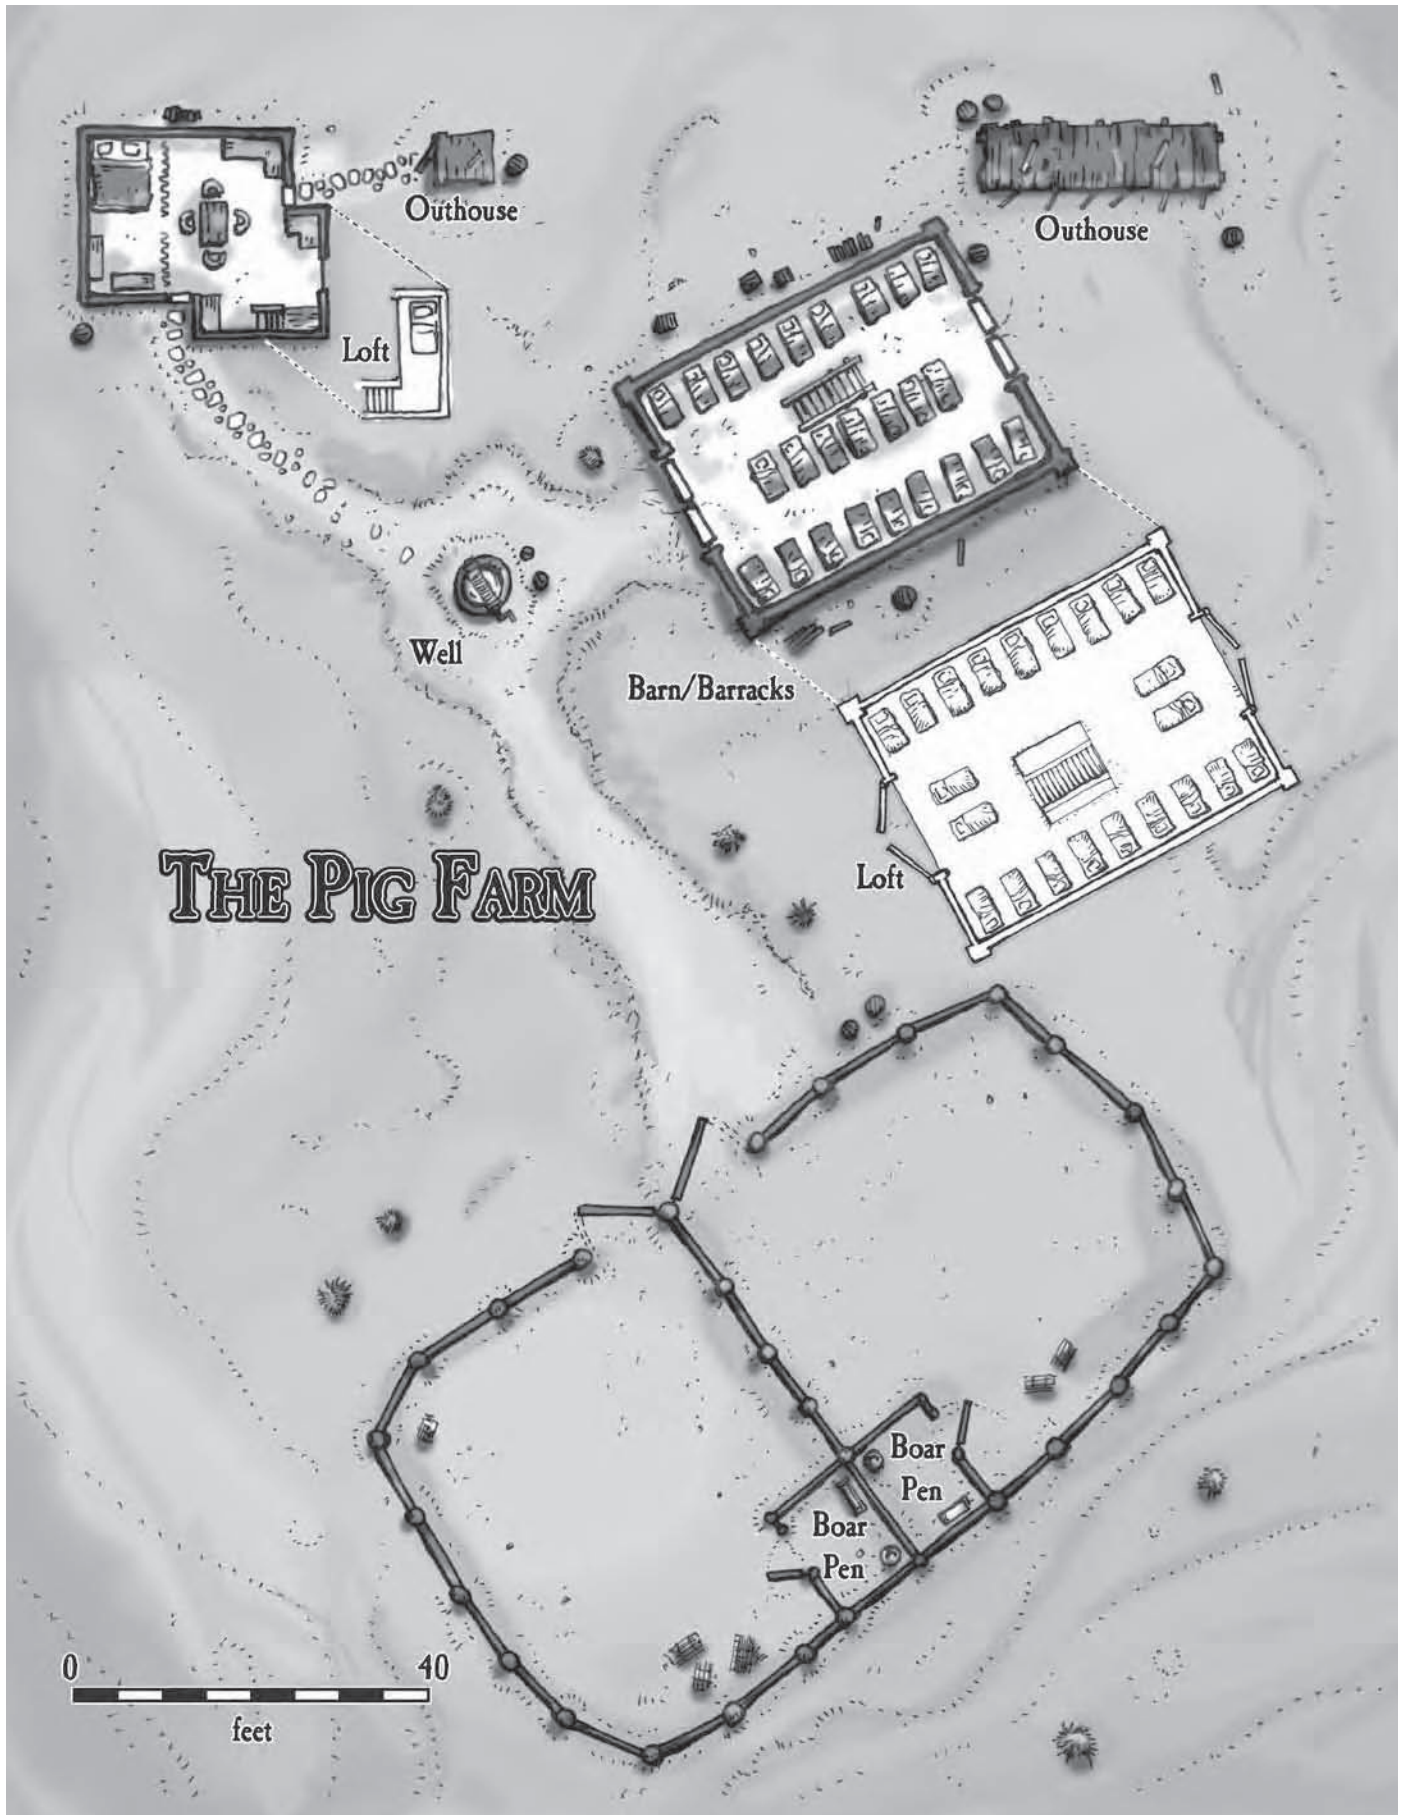 Outhouse
Outhouse
Loft
Well
Barn/Barracks
Loft
The Pig Farm
Boar
Pen
Boar
Pen
0 40
feet